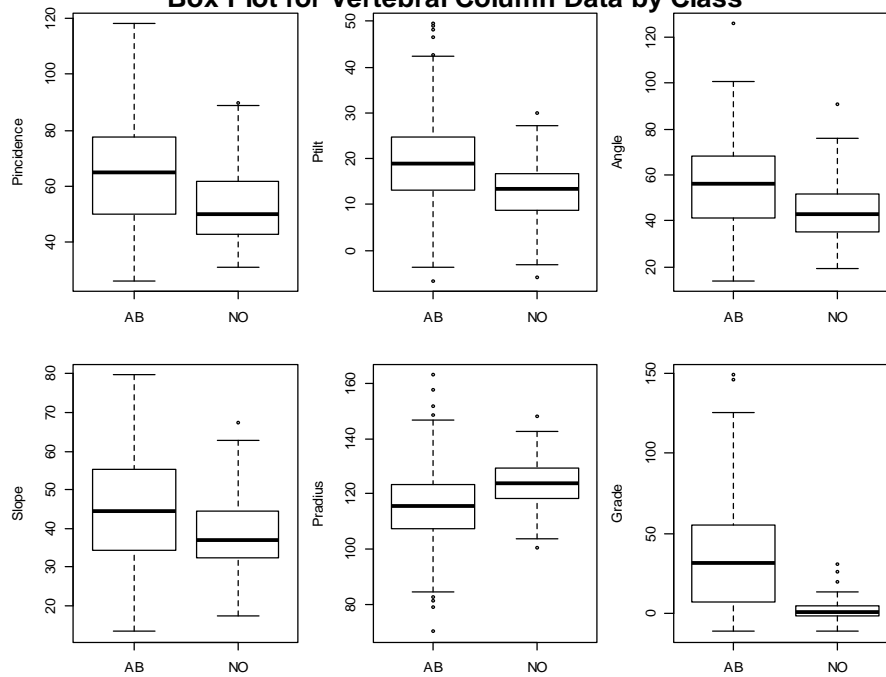 Box Plot for Vertebral Column Data by Class
Pincidence
120
100
80
60
40
AB NO
Ptilt
50
40
30
20
10
0
AB NO
Angle
120
100
80
60
40
20
AB NO
Slope
80
70
60
50
40
30
20
AB NO
Pradius
160
140
120
100
80
AB NO
Grade
150
100
50
0
AB NO